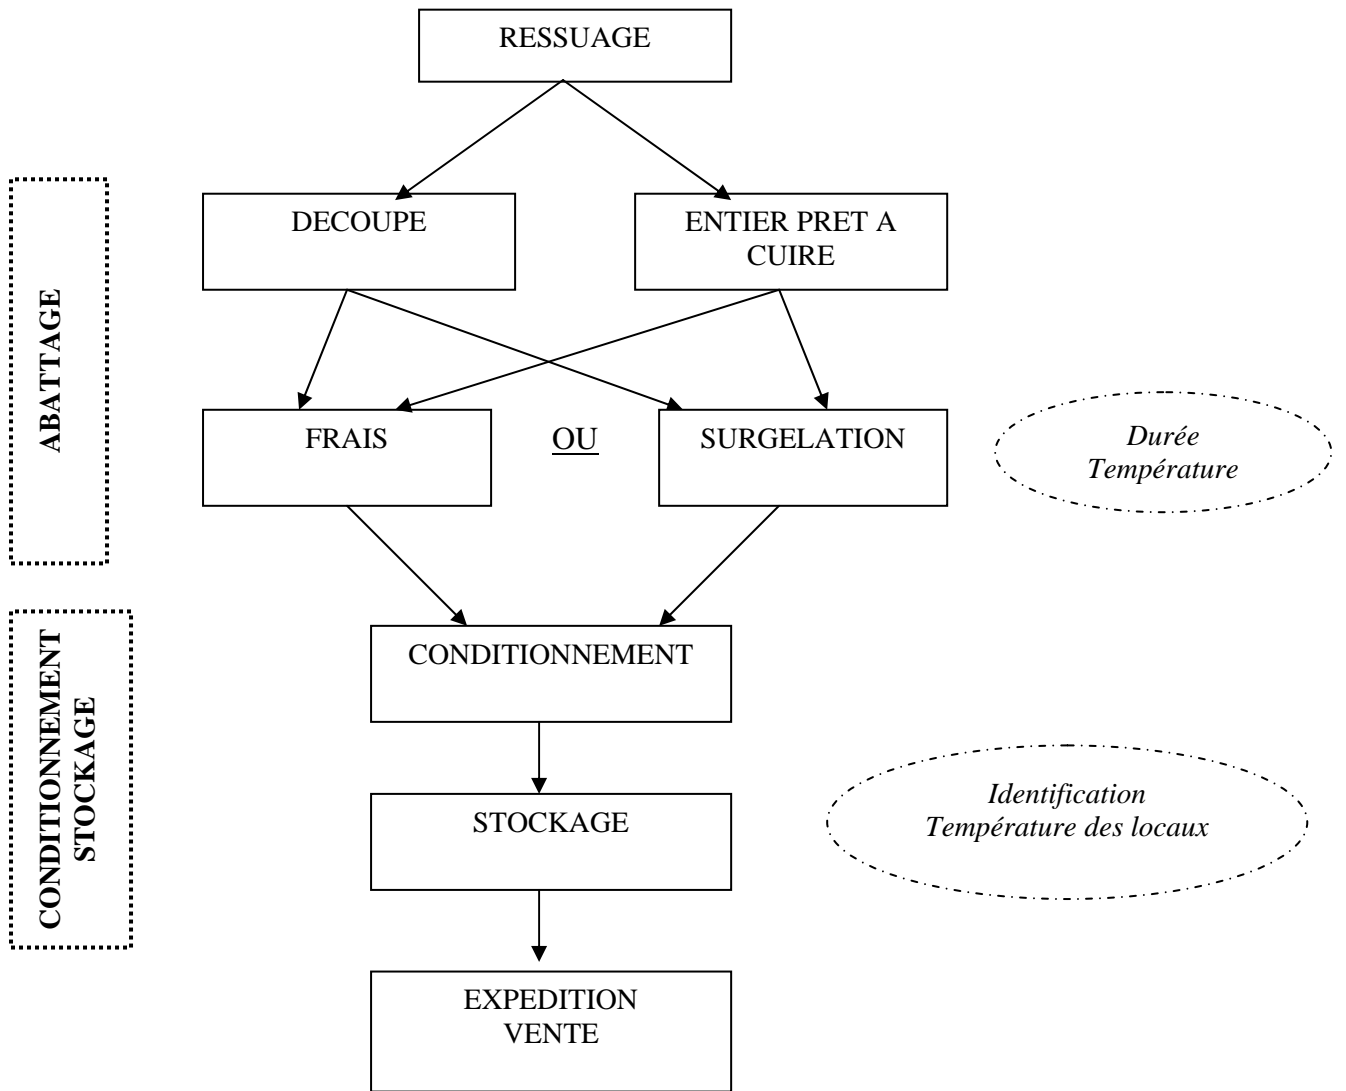 RESSUAGE
DECOUPE
ENTIER PRET A
CUIRE
ABATTAGE
FRAIS
OU
SURGELATION
Durée
Température
CONDITIONNEMENT
STOCKAGE
CONDITIONNEMENT
STOCKAGE
Identification
Température des locaux
EXPEDITION
VENTE